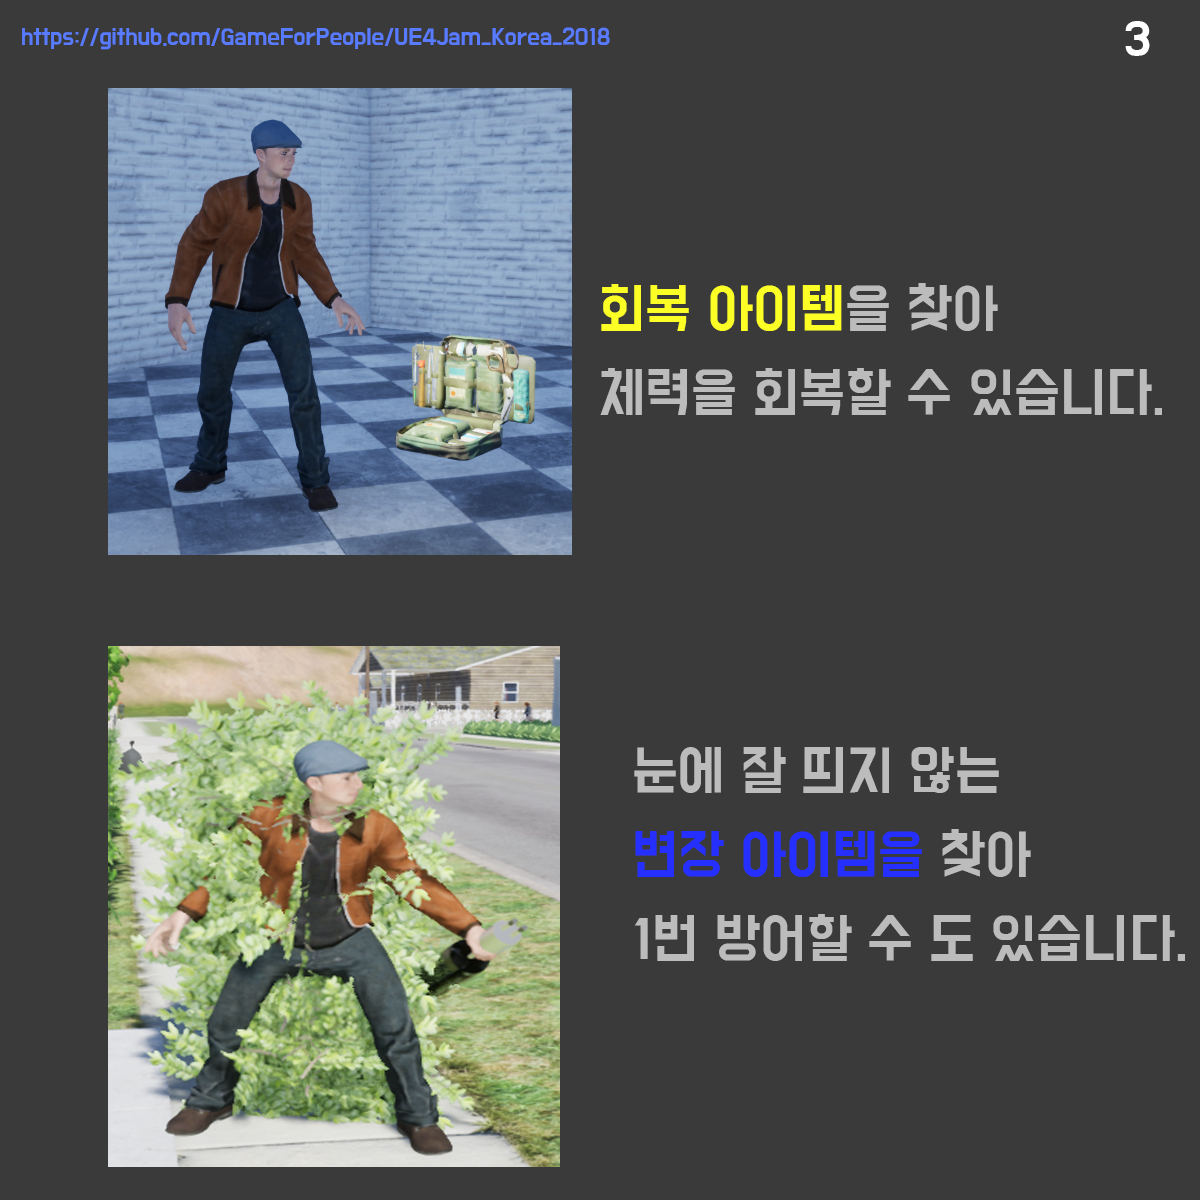 https://github.com/GameForPeople/UE4Jam_Korea_2018
3
회복 아이템을 찾아
체력을 회복할 수 있습니다.
눈에 잘 띄지 않는
변장 아이템을 찾아
1번 방어할 수 도 있습니다.